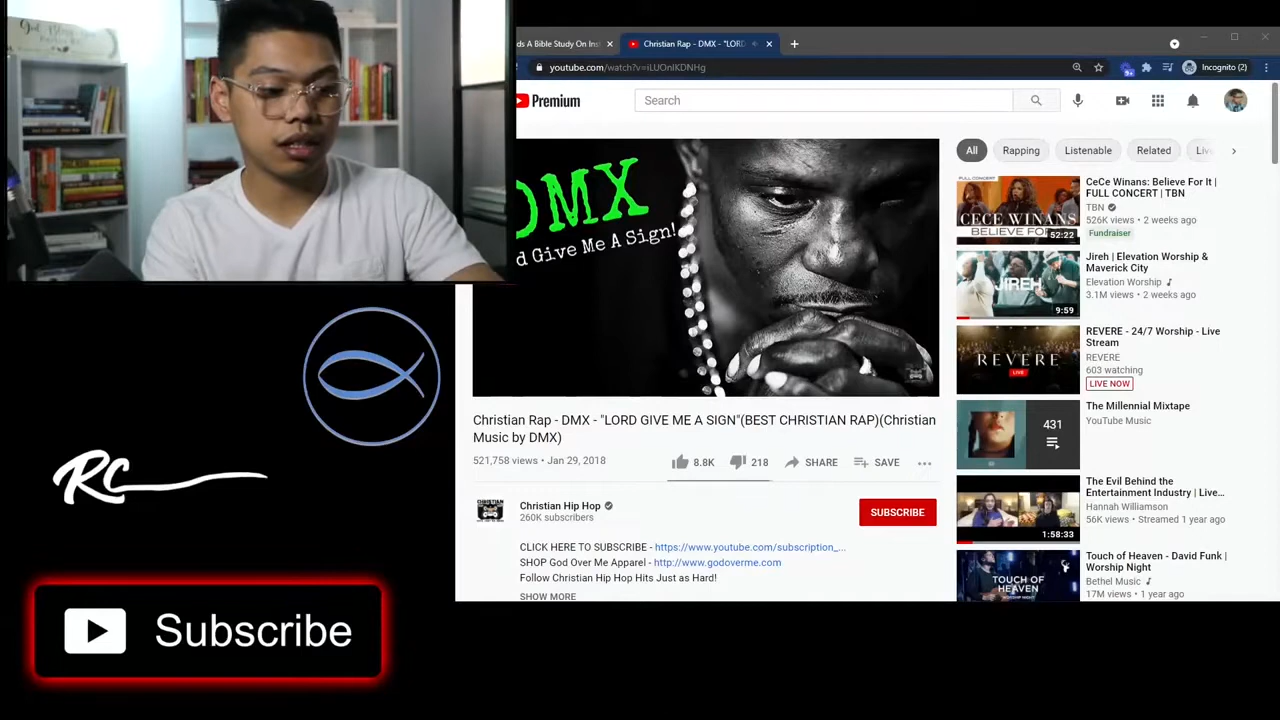 ds A Bible Study On Ins
Christian Rap - DMX - "LORD
youtube.com/watch?v=iLUOnlKDNHg
Incognito (2)
Premium
Search
DMX
d Give Me A Sign!
All
Rapping
Listenable
Related
Live
FULL CONCERT
CECE WINANS
BELIEVE FOR
52:22
CeCe Winans: Believe For It |
FULL CONCERT | TBN
TBN
526K views • 2 weeks ago
Fundraiser
JIREH
9:59
Jireh | Elevation Worship &
Maverick City
Elevation Worship
3.1M views • 2 weeks ago
REVERE
LIVE
REVERE - 24/7 Worship - Live
Stream
REVERE
603 watching
LIVE NOW
431
The Millennial Mixtape
YouTube Music
1:58:33
The Evil Behind the
Entertainment Industry | Live...
Hannah Williamson
56K views • Streamed 1 year ago
TOUCH OF
HEAVEN
Touch of Heaven - David Funk |
Worship Night
Bethel Music
17M views • 1 year ago
Christian Rap - DMX - "LORD GIVE ME A SIGN"(BEST CHRISTIAN RAP)(Christian
Music by DMX)
521,758 views • Jan 29, 2018
8.8K
218
SHARE
SAVE
Christian Hip Hop
260K subscribers
SUBSCRIBE
CLICK HERE TO SUBSCRIBE - https://www.youtube.com/subscription_...
SHOP God Over Me Apparel - http://www.godoverme.com
Follow Christian Hip Hop Hits Just as Hard!
SHOW MORE
RC
Subscribe